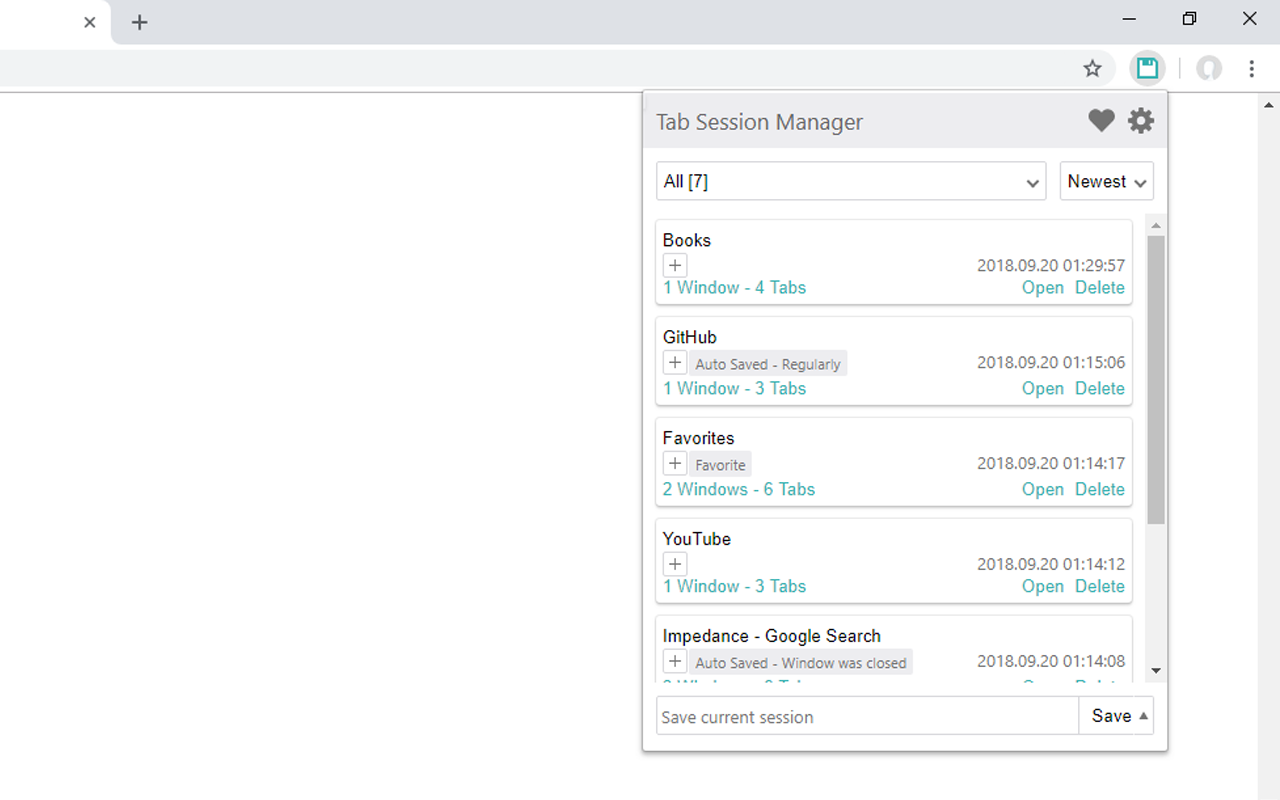 Tab Session Manager
All [7]
Newest
Books
2018.09.20 01:29:57
1 Window - 4 Tabs
Open Delete
GitHub
Auto Saved - Regularly
2018.09.20 01:15:06
1 Window - 3 Tabs
Open Delete
Favorites
Favorite
2018.09.20 01:14:17
2 Windows - 6 Tabs
Open Delete
YouTube
2018.09.20 01:14:12
1 Window - 3 Tabs
Open Delete
Impedance - Google Search
Auto Saved - Window was closed
2018.09.20 01:14:08
Save current session
Save